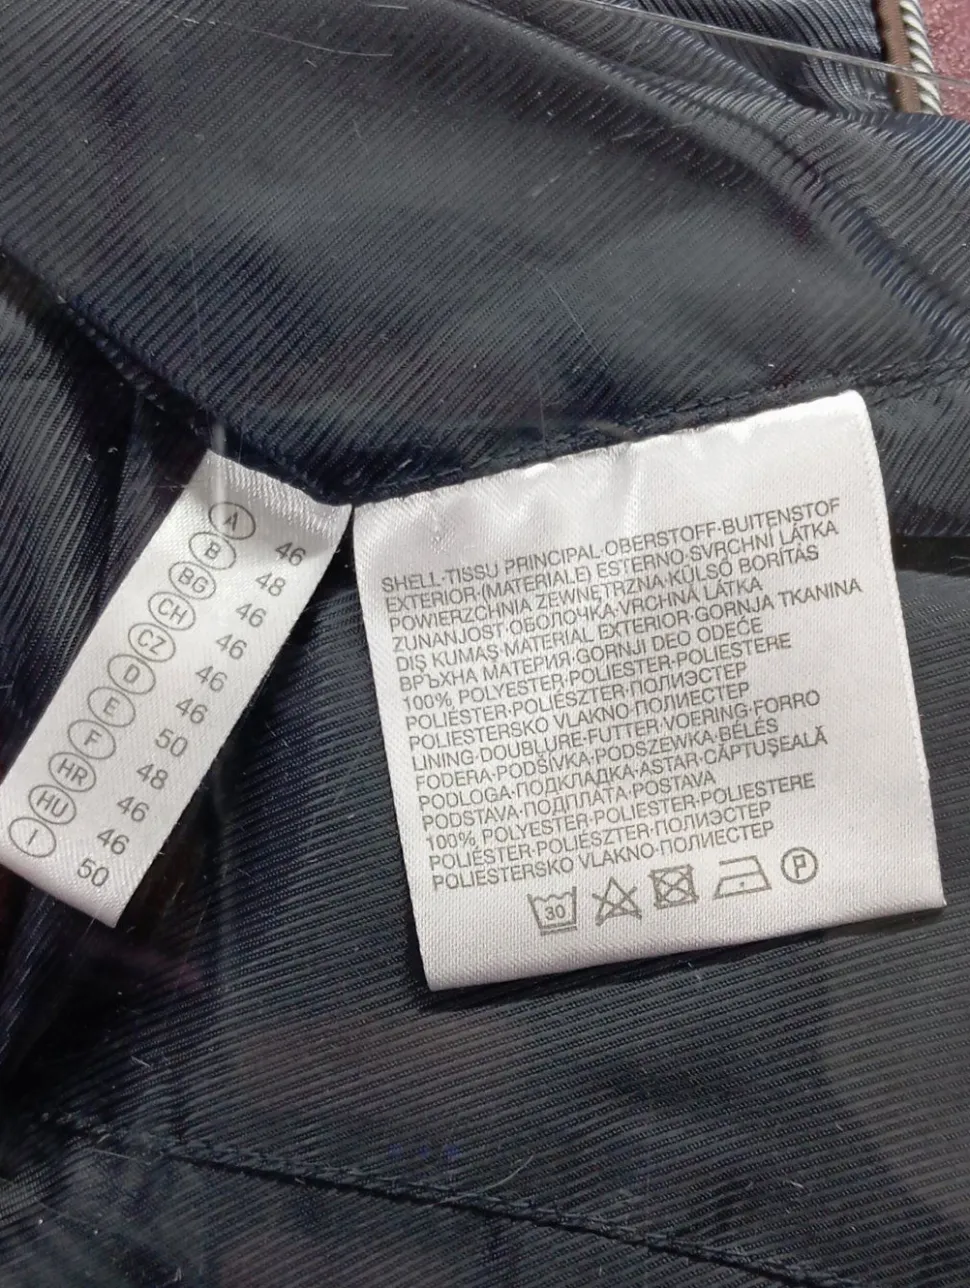 A 46
B 48
BG 46
CH 46
CZ 46
D 46
E 50
F 48
HR 46
HU 46
I 50
SHELL·TISSU PRINCIPAL·OBERSTOFF·BUITENSTOF
EXTERIOR·(MATERIALE) ESTERNO·SVRCHNÍ LÁTKA
POWIERZCHNIA ZEWNĘTRZNA·KÜLSŐ BORÍTÁS
ZUNANJOST·ОБОЛОЧКА·VRCHNÁ LÁTKA
DIŞ KUMAŞ·MATERIAL EXTERIOR·GORNJA TKANINA
ВРЪХНА МАТЕРИЯ·GORNJI DEO ODEĆE
100% POLYESTER·POLIESTER·POLIESTERE
POLIÉSTER·POLIÉSZTER·ПОЛИЭСТЕР
POLIESTERSKO VLAKNO·ПОЛИЕСТЕР
LINING·DOUBLURE·FUTTER·VOERING·FORRO
FODERA·PODŠÍVKA·PODSZEWKA·BÉLÉS
PODLOGA·ПОДКЛАДКА·ASTAR·CĂPTUŞEALĂ
PODSTAVA·ПОДПЛАТА·POSTAVA
100% POLYESTER·POLIESTER·POLIESTERE
POLIÉSTER·POLIÉSZTER·ПОЛИЭСТЕР
POLIESTERSKO VLAKNO·ПОЛИЕСТЕР
30 P